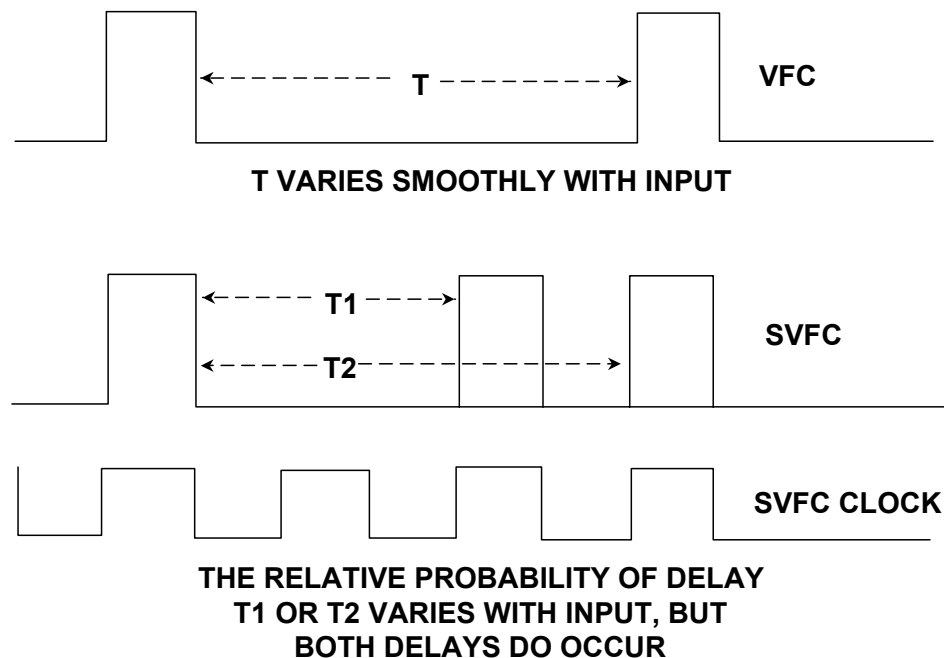 T
VFC
T VARIES SMOOTHLY WITH INPUT
T1
SVFC
T2
SVFC CLOCK
THE RELATIVE PROBABILITY OF DELAY
T1 OR T2 VARIES WITH INPUT, BUT
BOTH DELAYS DO OCCUR